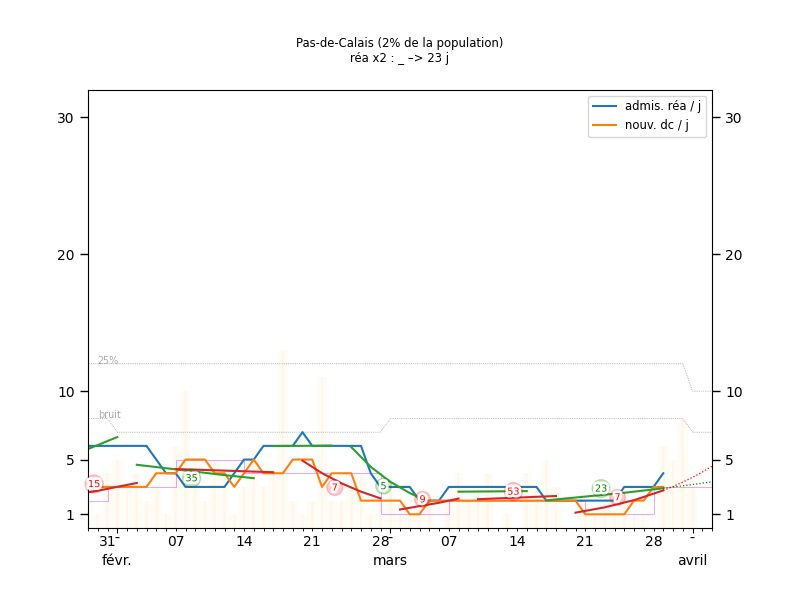 Pas-de-Calais (2% de la population)
réa x2 : _ –> 23 j
admis. réa / j
nouv. dc / j
30 30
20 20
25%
10 10
bruit
5 5
15 35 7 5 9 53 23 7
1 1
31 07 14 21 28 07 14 21 28
févr. mars avril